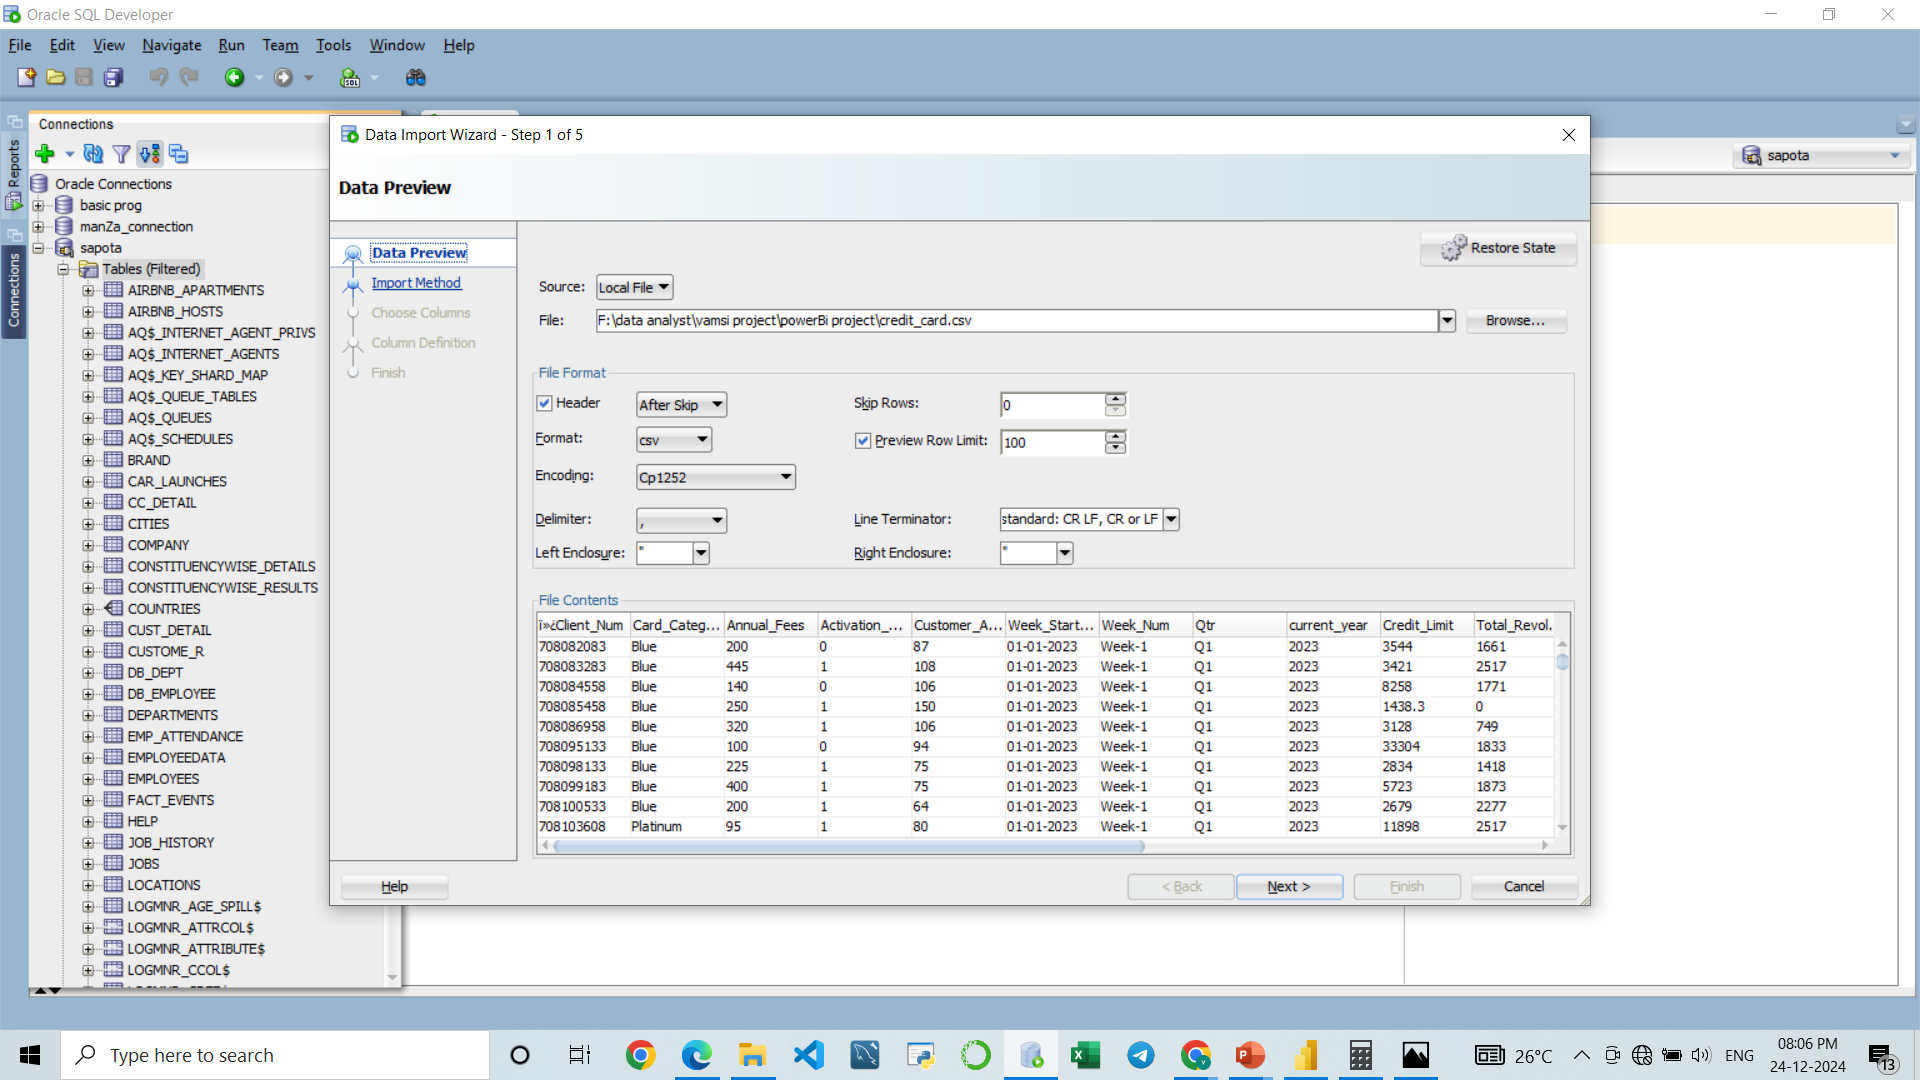 Oracle SQL Developer
File Edit View Navigate Run Team Tools Window Help
Connections
Reports
Connections
Oracle Connections
basic prog
manZa_connection
sapota
Tables (Filtered)
AIRBNB_APARTMENTS
AIRBNB_HOSTS
AQ$_INTERNET_AGENT_PRIVS
AQ$_INTERNET_AGENTS
AQ$_KEY_SHARD_MAP
AQ$_QUEUE_TABLES
AQ$_QUEUES
AQ$_SCHEDULES
BRAND
CAR_LAUNCHES
CC_DETAIL
CITIES
COMPANY
CONSTITUENCYWISE_DETAILS
CONSTITUENCYWISE_RESULTS
COUNTRIES
CUST_DETAIL
CUSTOME_R
DB_DEPT
DB_EMPLOYEE
DEPARTMENTS
EMP_ATTENDANCE
EMPLOYEEDATA
EMPLOYEES
FACT_EVENTS
HELP
JOB_HISTORY
JOBS
LOCATIONS
LOGMNR_AGE_SPILL$
LOGMNR_ATTRCOL$
LOGMNR_ATTRIBUTE$
LOGMNR_CCOL$
sapota
Data Import Wizard - Step 1 of 5
Data Preview
Data Preview
Import Method
Choose Columns
Column Definition
Finish
Restore State
Source: Local File
File: F:\data analyst\vamsi project\powerBi project\credit_card.csv Browse...
File Format
Header After Skip Skip Rows: 0
Format: csv Preview Row Limit: 100
Encoding: Cp1252
Delimiter: , Line Terminator: standard: CR LF, CR or LF
Left Enclosure: " Right Enclosure: "
File Contents
ï»¿Client_Num Card_Categ... Annual_Fees Activation_... Customer_A... Week_Start... Week_Num Qtr current_year Credit_Limit Total_Revol.
708082083 Blue 200 0 87 01-01-2023 Week-1 Q1 2023 3544 1661
708083283 Blue 445 1 108 01-01-2023 Week-1 Q1 2023 3421 2517
708084558 Blue 140 0 106 01-01-2023 Week-1 Q1 2023 8258 1771
708085458 Blue 250 1 150 01-01-2023 Week-1 Q1 2023 1438.3 0
708086958 Blue 320 1 106 01-01-2023 Week-1 Q1 2023 3128 749
708095133 Blue 100 0 94 01-01-2023 Week-1 Q1 2023 33304 1833
708098133 Blue 225 1 75 01-01-2023 Week-1 Q1 2023 2834 1418
708099183 Blue 400 1 75 01-01-2023 Week-1 Q1 2023 5723 1873
708100533 Blue 200 1 64 01-01-2023 Week-1 Q1 2023 2679 2277
708103608 Platinum 95 1 80 01-01-2023 Week-1 Q1 2023 11898 2517
Help < Back Next > Finish Cancel
Type here to search
26°C ENG
08:06 PM
24-12-2024
13